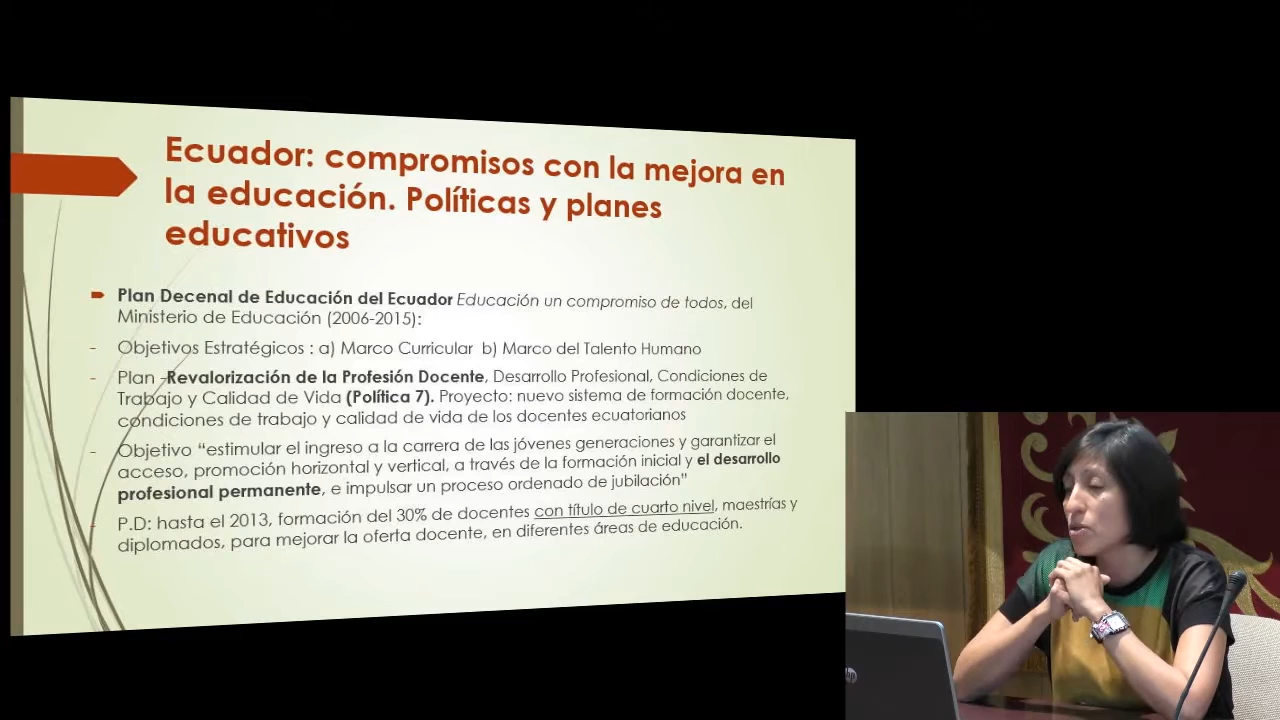 Ecuador: compromisos con la mejora en
la educación. Políticas y planes
educativos
Plan Decenal de Educación del Ecuador Educación un compromiso de todos, del
Ministerio de Educación (2006-2015):
- Objetivos Estratégicos : a) Marco Curricular b) Marco del Talento Humano
- Plan -Revalorización de la Profesión Docente, Desarrollo Profesional, Condiciones de
Trabajo y Calidad de Vida (Política 7). Proyecto: nuevo sistema de formación docente,
condiciones de trabajo y calidad de vida de los docentes ecuatorianos
- Objetivo “estimular el ingreso a la carrera de las jóvenes generaciones y garantizar el
acceso, promoción horizontal y vertical, a través de la formación inicial y el desarrollo
profesional permanente, e impulsar un proceso ordenado de jubilación”
- P.D: hasta el 2013, formación del 30% de docentes con título de cuarto nivel, maestrías y
diplomados, para mejorar la oferta docente, en diferentes áreas de educación.
hp